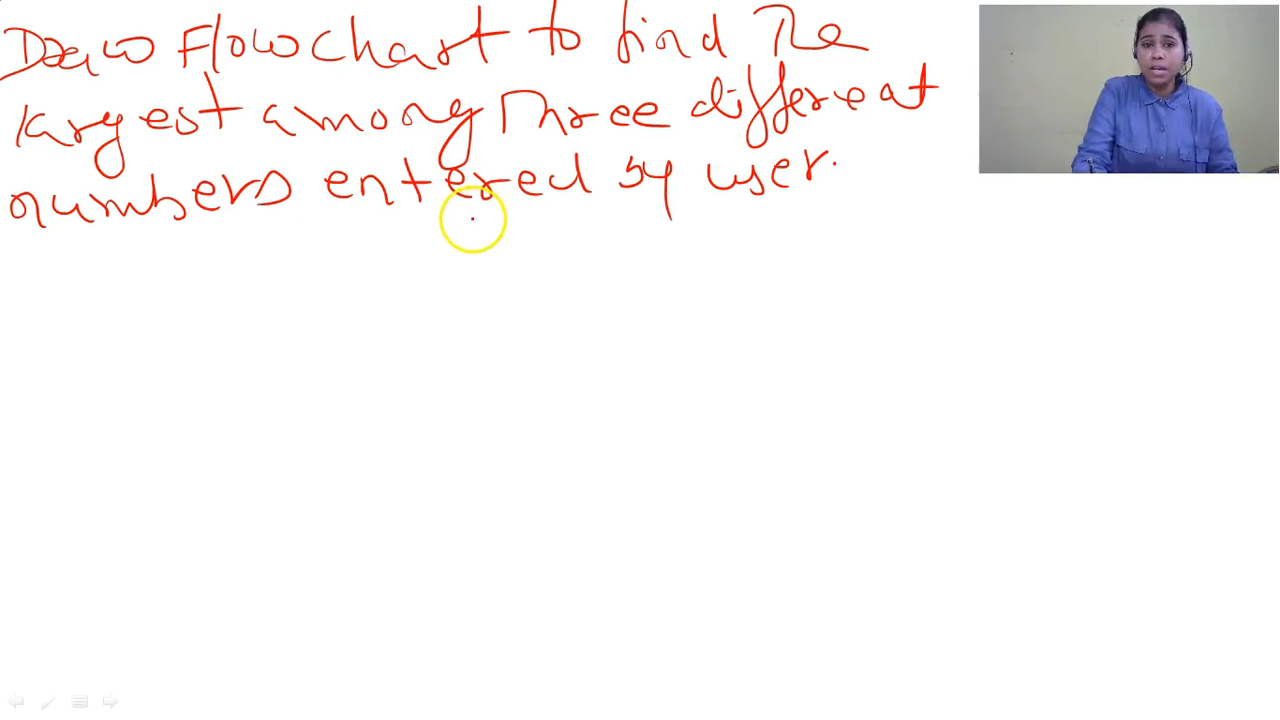 Draw Flowchart to find The
largest among Three different
numbers entered by user.